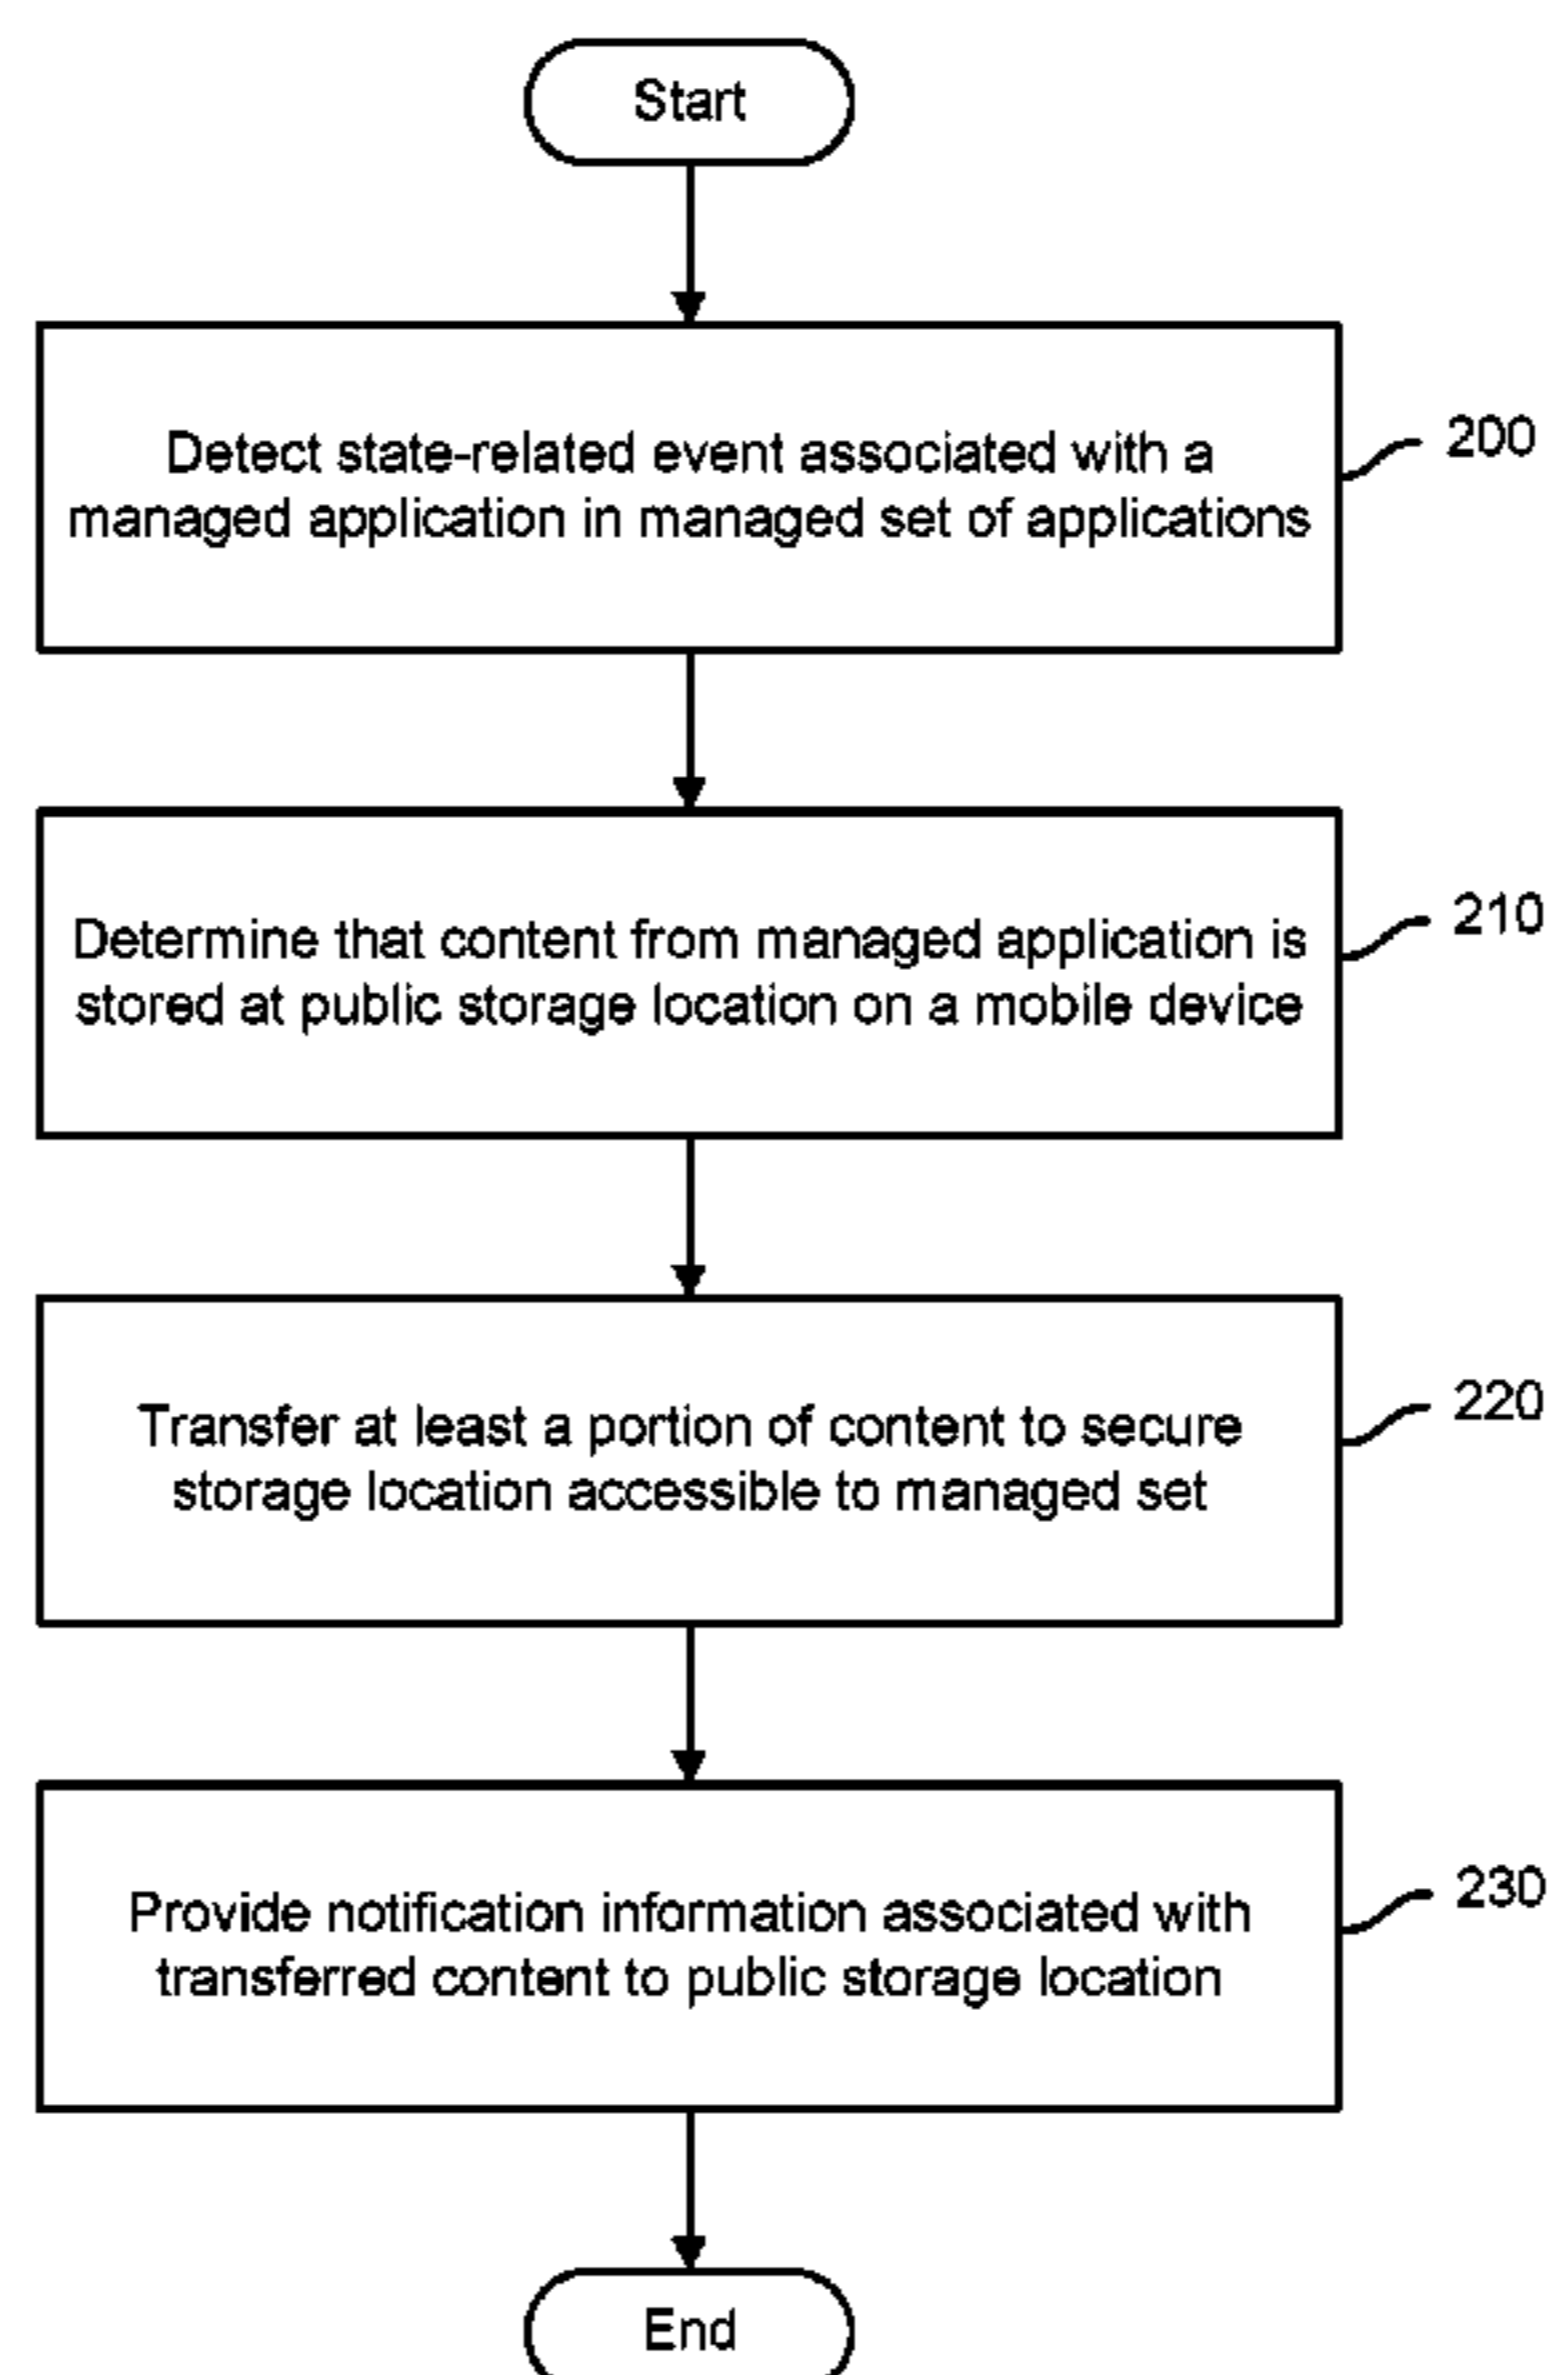 Start
Detect state-related event associated with a
managed application in managed set of applications
200
Determine that content from managed application is
stored at public storage location on a mobile device
210
Transfer at least a portion of content to secure
storage location accessible to managed set
220
Provide notification information associated with
transferred content to public storage location
230
End